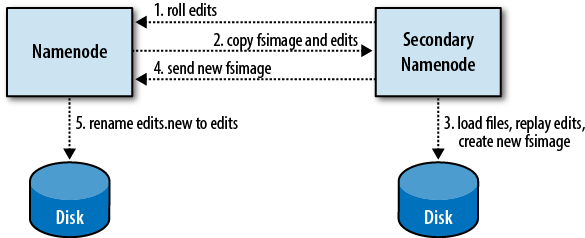 1. roll edits
Namenode
2. copy fsimage and edits
Secondary
Namenode
4. send new fsimage
5. rename edits.new to edits
3. load files, replay edits,
create new fsimage
Disk
Disk